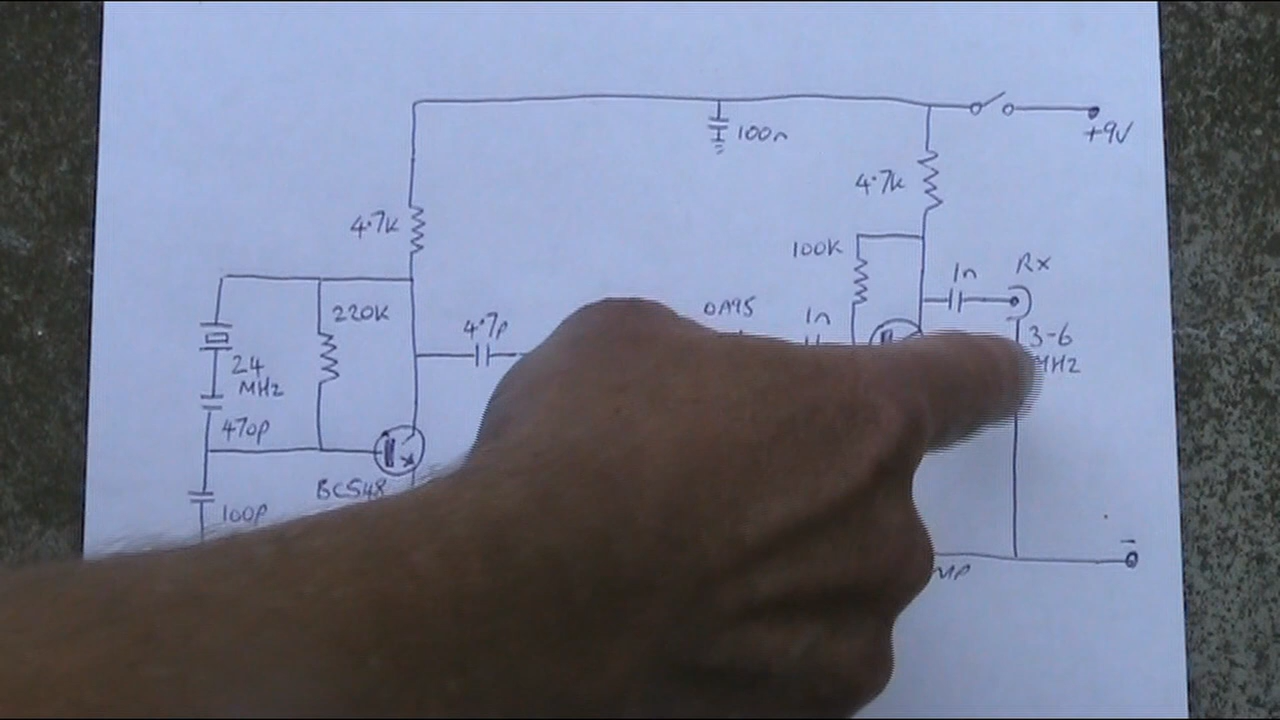 100n
+9V
4.7k
4.7K
100K
1n
Rx
220K
4.7p
OA95
1n
3-6
MHz
24
MHz
470p
BC548
100p
-